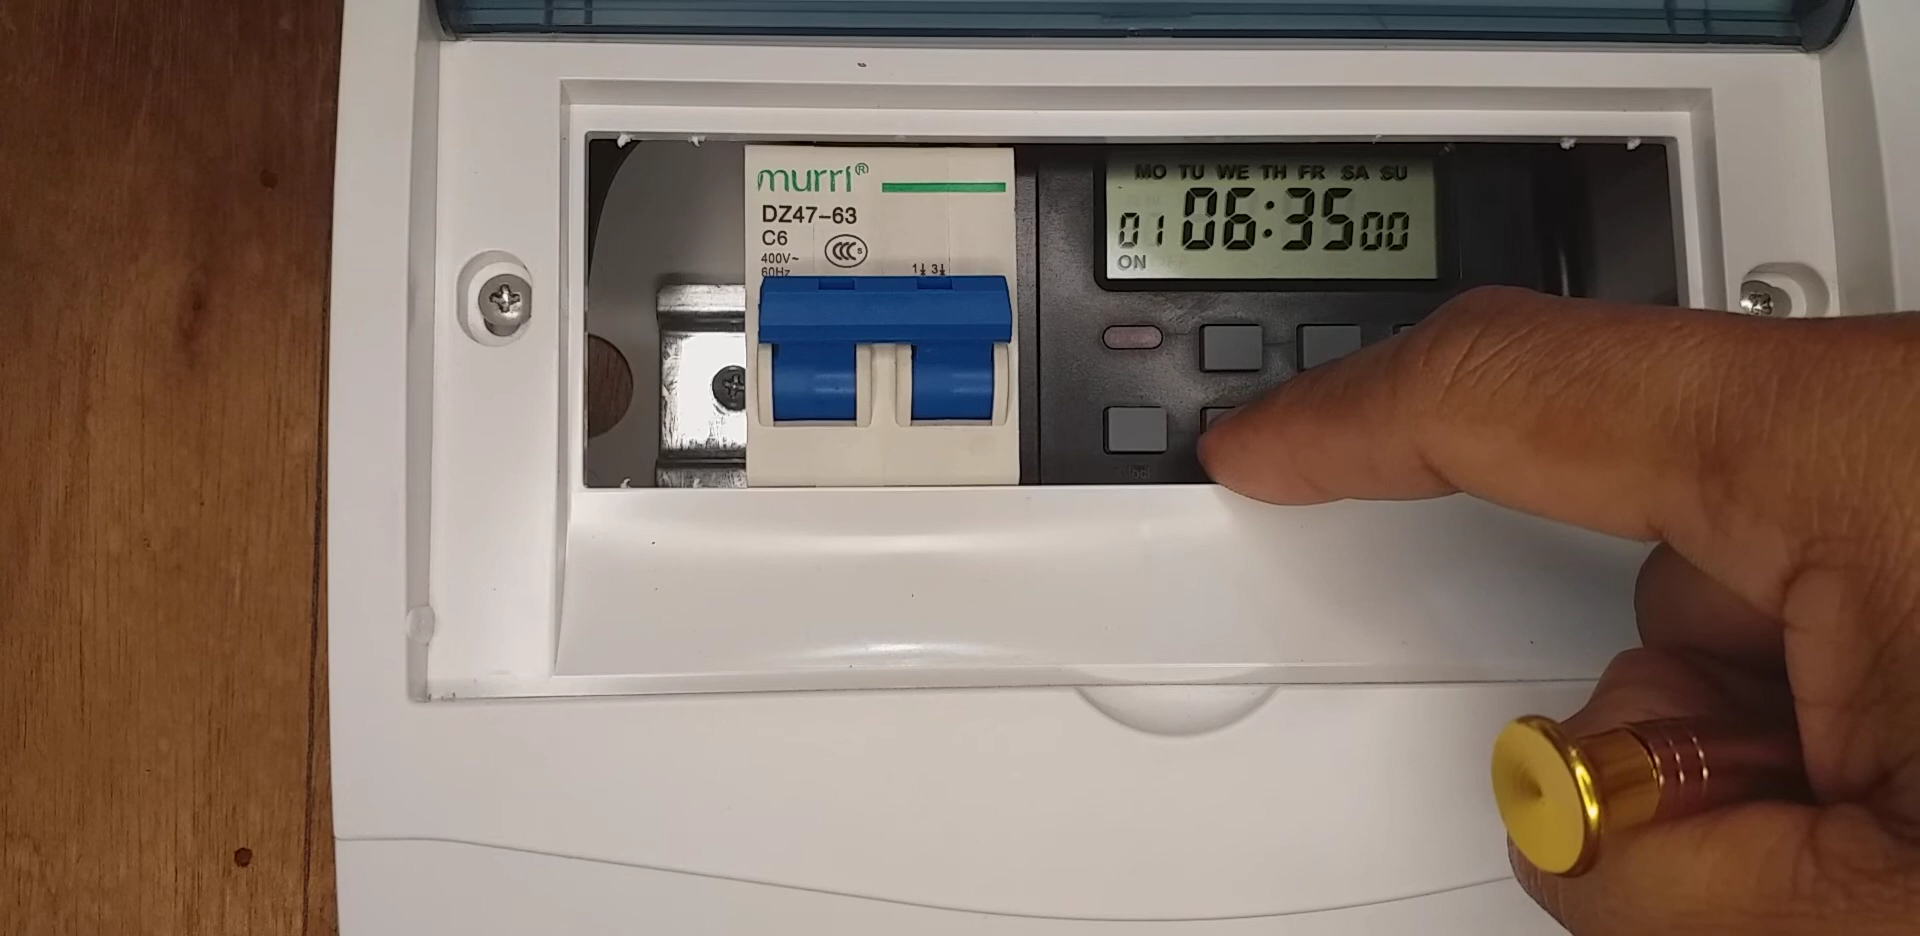 murri®
DZ47-63
C6
400V~
60Hz
CCC S
1 3
MO TU WE TH FR SA SU
01 06:35 00
ON